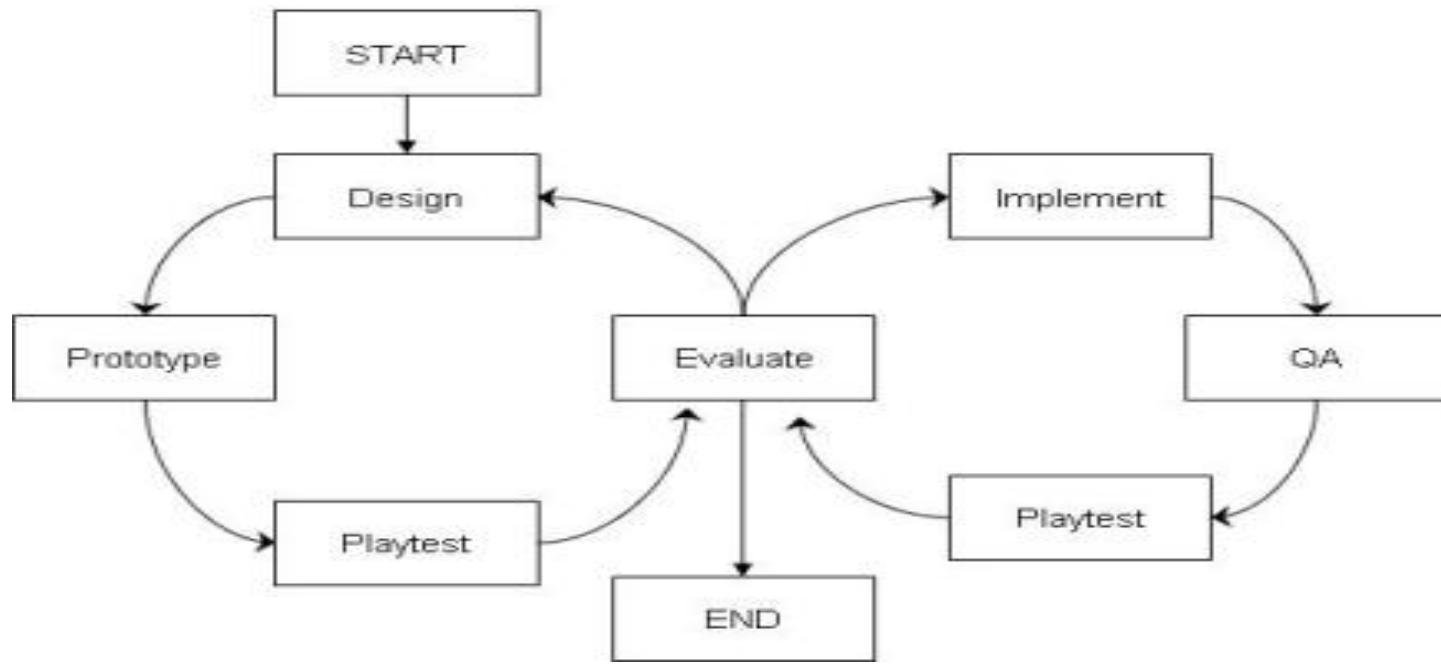 START
Design
Implement
Prototype
Evaluate
QA
Playtest
Playtest
END